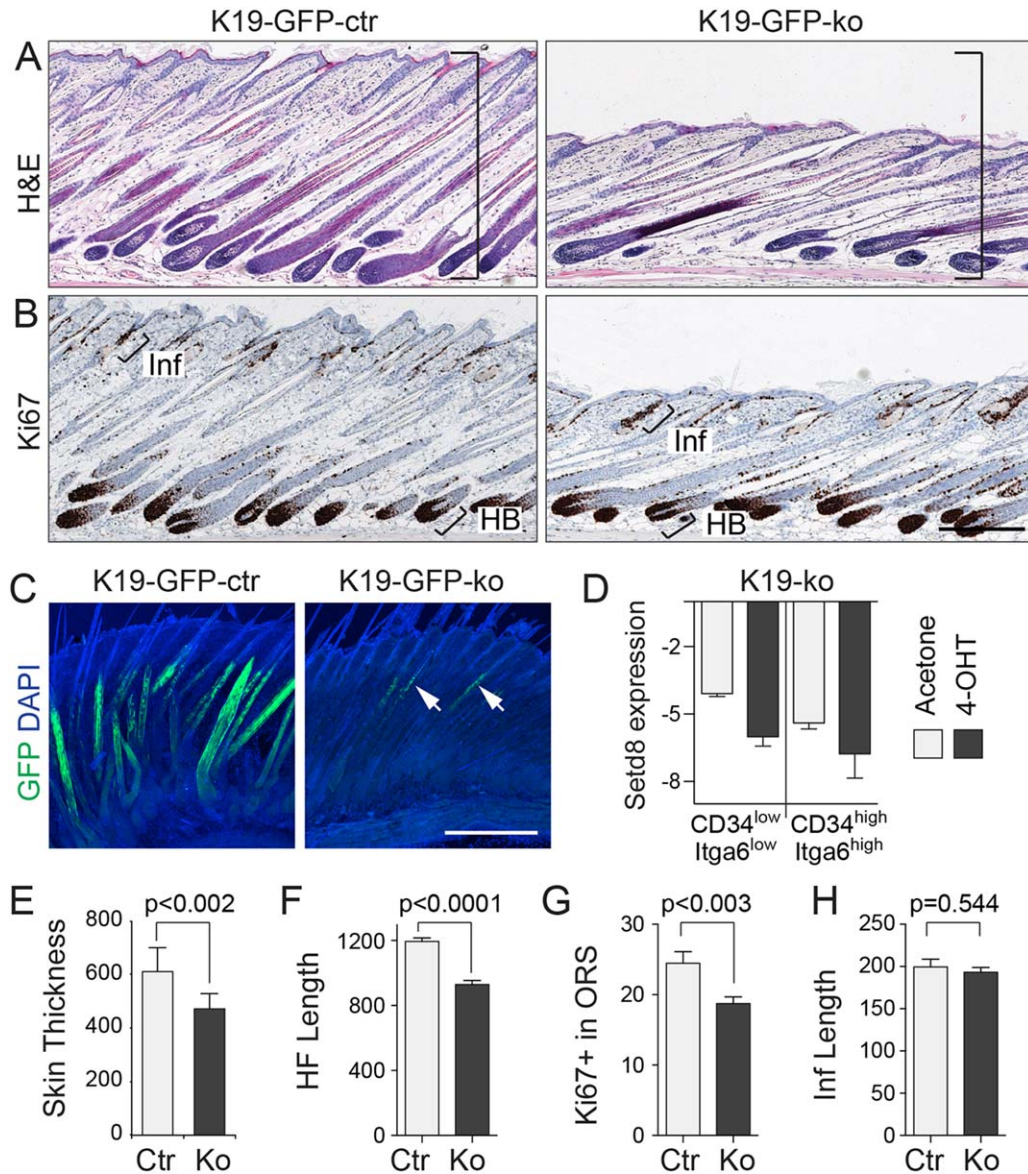 K19-GFP-ctr K19-GFP-ko
A
H&E
B
Ki67
Inf
HB
Inf
HB
C
K19-GFP-ctr K19-GFP-ko
GFP DAPI
D
K19-ko
Setd8 expression
-2
-5
-8
CD34low CD34high
Itga6low Itga6high
Acetone
4-OHT
E
p<0.002
Skin Thickness
800
600
400
200
0
Ctr Ko
F
p<0.0001
HF Length
1200
900
600
300
0
Ctr Ko
G
p<0.003
Ki67+ in ORS
30
20
10
0
Ctr Ko
H
p=0.544
Inf Length
250
200
150
100
50
0
Ctr Ko